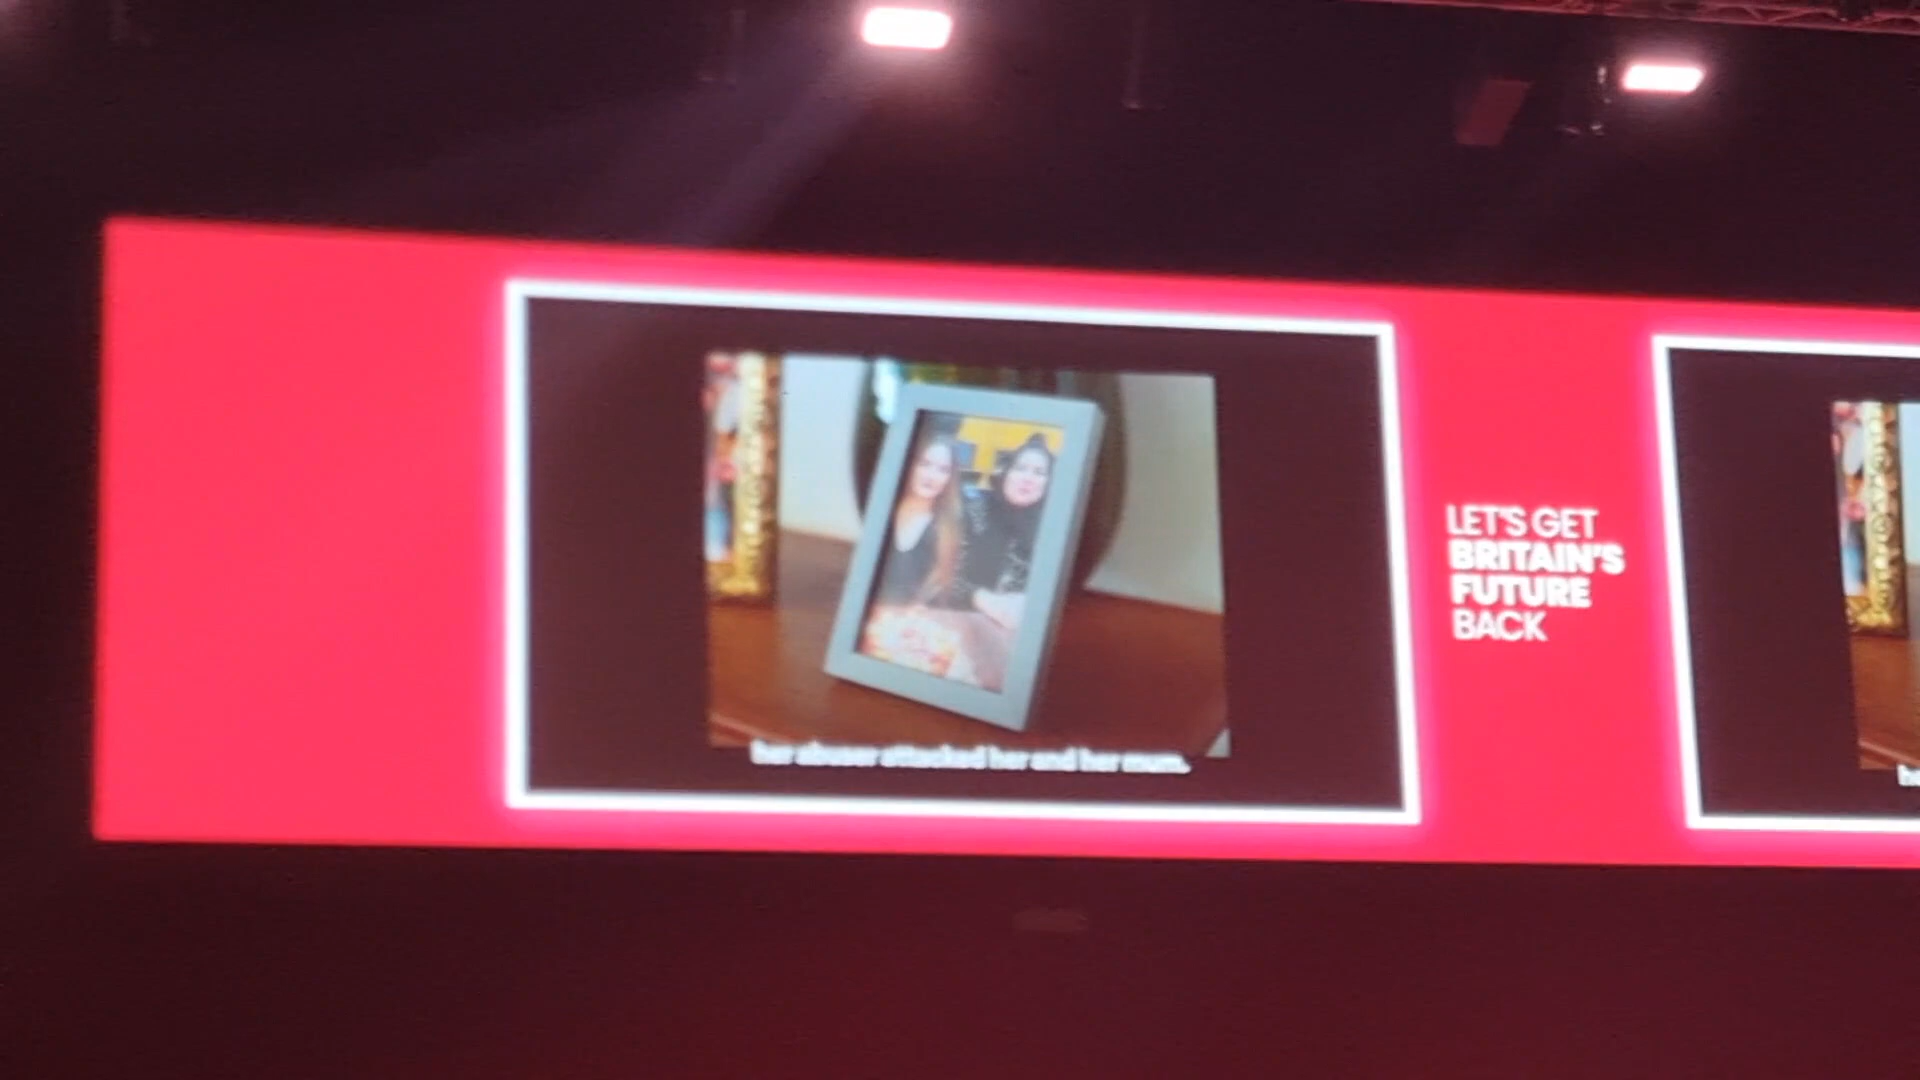 LET'S GET
BRITAIN'S
FUTURE
BACK
her abuser attacked her and her mum.